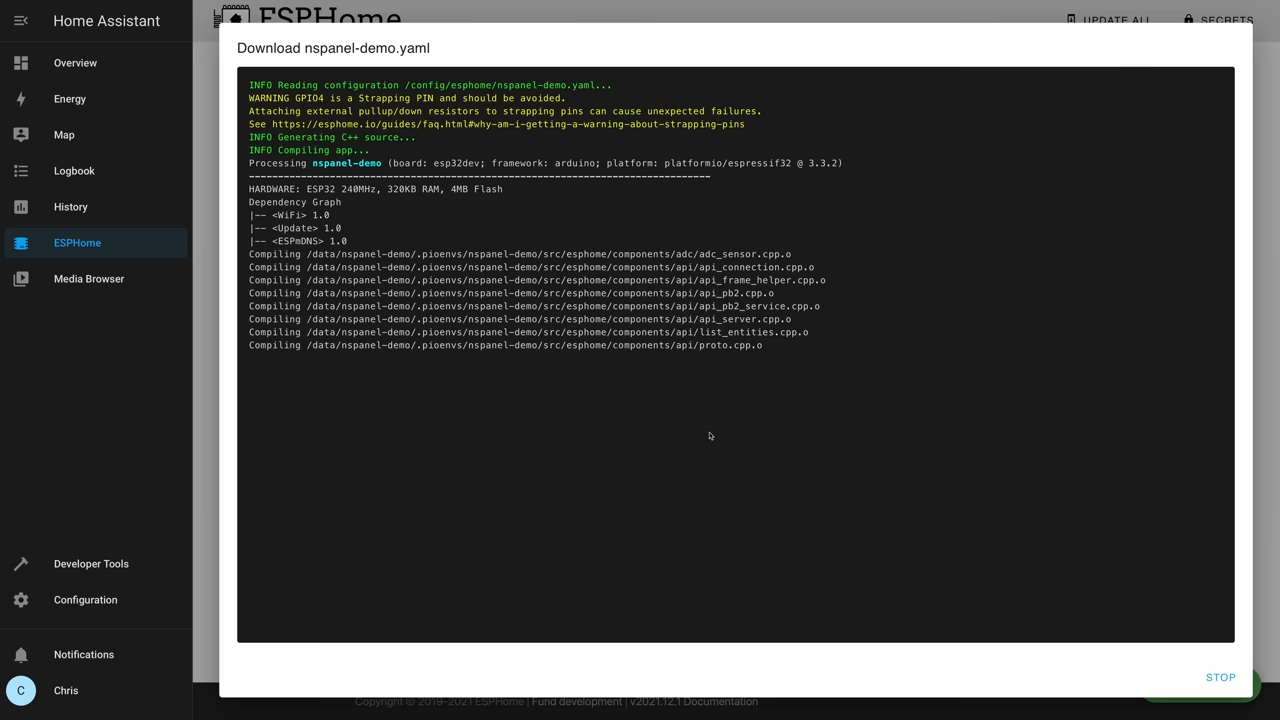 Home Assistant
ESPHome
UPDATE ALL
SECRETS
Overview
Energy
Map
Logbook
History
ESPHome
Media Browser
Developer Tools
Configuration
Notifications
C
Chris
Download nspanel-demo.yaml
INFO Reading configuration /config/esphome/nspanel-demo.yaml...
WARNING GPIO4 is a Strapping PIN and should be avoided.
Attaching external pullup/down resistors to strapping pins can cause unexpected failures.
See https://esphome.io/guides/faq.html#why-am-i-getting-a-warning-about-strapping-pins
INFO Generating C++ source...
INFO Compiling app...
Processing nspanel-demo (board: esp32dev; framework: arduino; platform: platformio/espressif32 @ 3.3.2)
--------------------------------------------------------------------------------
HARDWARE: ESP32 240MHz, 320KB RAM, 4MB Flash
Dependency Graph
|-- <WiFi> 1.0
|-- <Update> 1.0
|-- <ESPmDNS> 1.0
Compiling /data/nspanel-demo/.pioenvs/nspanel-demo/src/esphome/components/adc/adc_sensor.cpp.o
Compiling /data/nspanel-demo/.pioenvs/nspanel-demo/src/esphome/components/api/api_connection.cpp.o
Compiling /data/nspanel-demo/.pioenvs/nspanel-demo/src/esphome/components/api/api_frame_helper.cpp.o
Compiling /data/nspanel-demo/.pioenvs/nspanel-demo/src/esphome/components/api/api_pb2.cpp.o
Compiling /data/nspanel-demo/.pioenvs/nspanel-demo/src/esphome/components/api/api_pb2_service.cpp.o
Compiling /data/nspanel-demo/.pioenvs/nspanel-demo/src/esphome/components/api/api_server.cpp.o
Compiling /data/nspanel-demo/.pioenvs/nspanel-demo/src/esphome/components/api/list_entities.cpp.o
Compiling /data/nspanel-demo/.pioenvs/nspanel-demo/src/esphome/components/api/proto.cpp.o
STOP
Copyright © 2019-2021 ESPHome | Fund development | v2021.12.1 Documentation